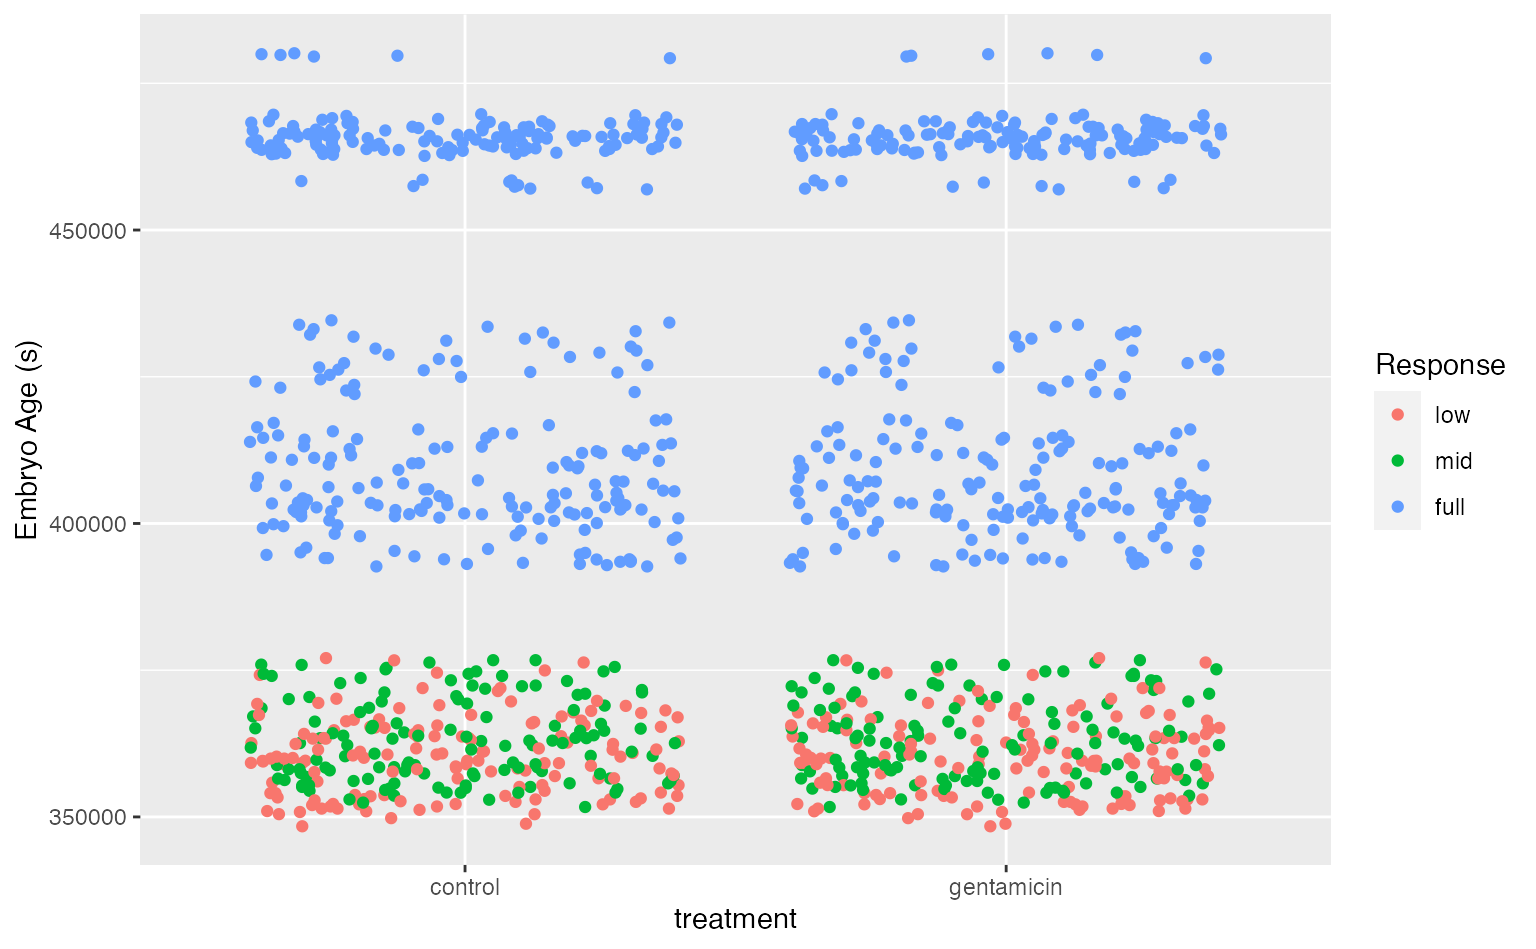 Embryo Age (s)
450000
400000
350000
control
gentamicin
treatment
Response
low
mid
full